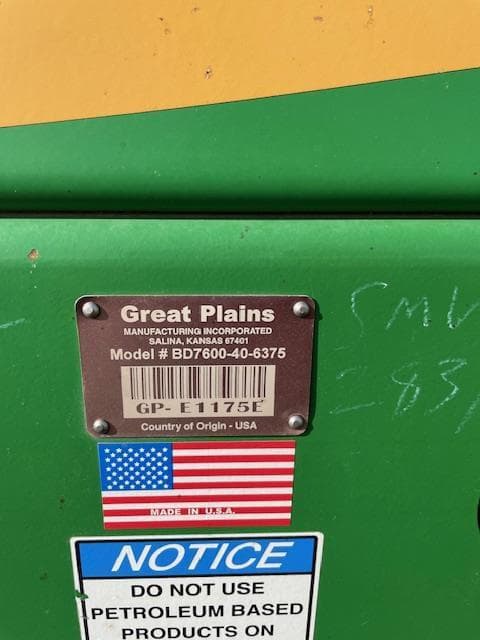 Great Plains
MANUFACTURING INCORPORATED
SALINA, KANSAS 67401
Model # BD7600-40-6375
GP- E1175E
Country of Origin - USA
MADE IN U.S.A.
NOTICE
DO NOT USE
PETROLEUM BASED
PRODUCTS ON